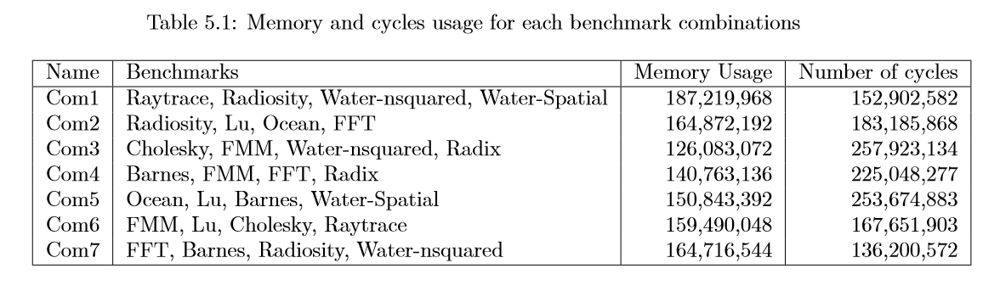 Table 5.1: Memory and cycles usage for each benchmark combinations
Name Benchmarks Memory Usage Number of cycles
Com1 Raytrace, Radiosity, Water-nsquared, Water-Spatial 187,219,968 152,902,582
Com2 Radiosity, Lu, Ocean, FFT 164,872,192 183,185,868
Com3 Cholesky, FMM, Water-nsquared, Radix 126,083,072 257,923,134
Com4 Barnes, FMM, FFT, Radix 140,763,136 225,048,277
Com5 Ocean, Lu, Barnes, Water-Spatial 150,843,392 253,674,883
Com6 FMM, Lu, Cholesky, Raytrace 159,490,048 167,651,903
Com7 FFT, Barnes, Radiosity, Water-nsquared 164,716,544 136,200,572